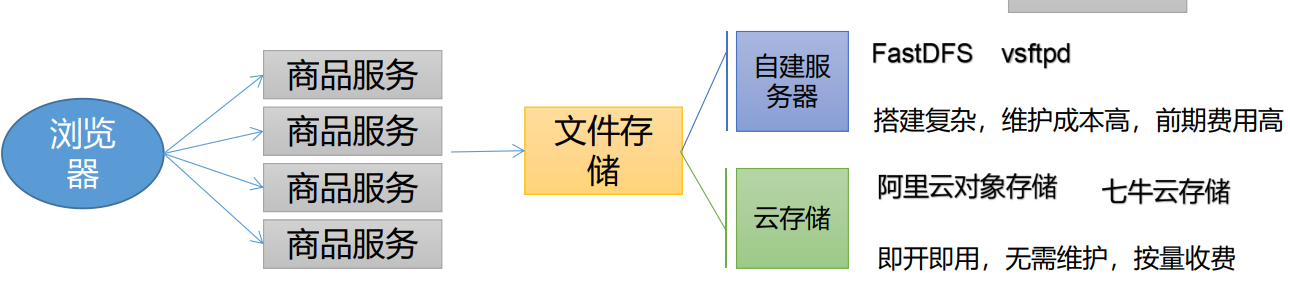 浏览
器
商品服务
商品服务
商品服务
商品服务
文件存
储
自建服
务器
FastDFS vsftpd
搭建复杂，维护成本高，前期费用高
云存储
阿里云对象存储 七牛云存储
即开即用，无需维护，按量收费